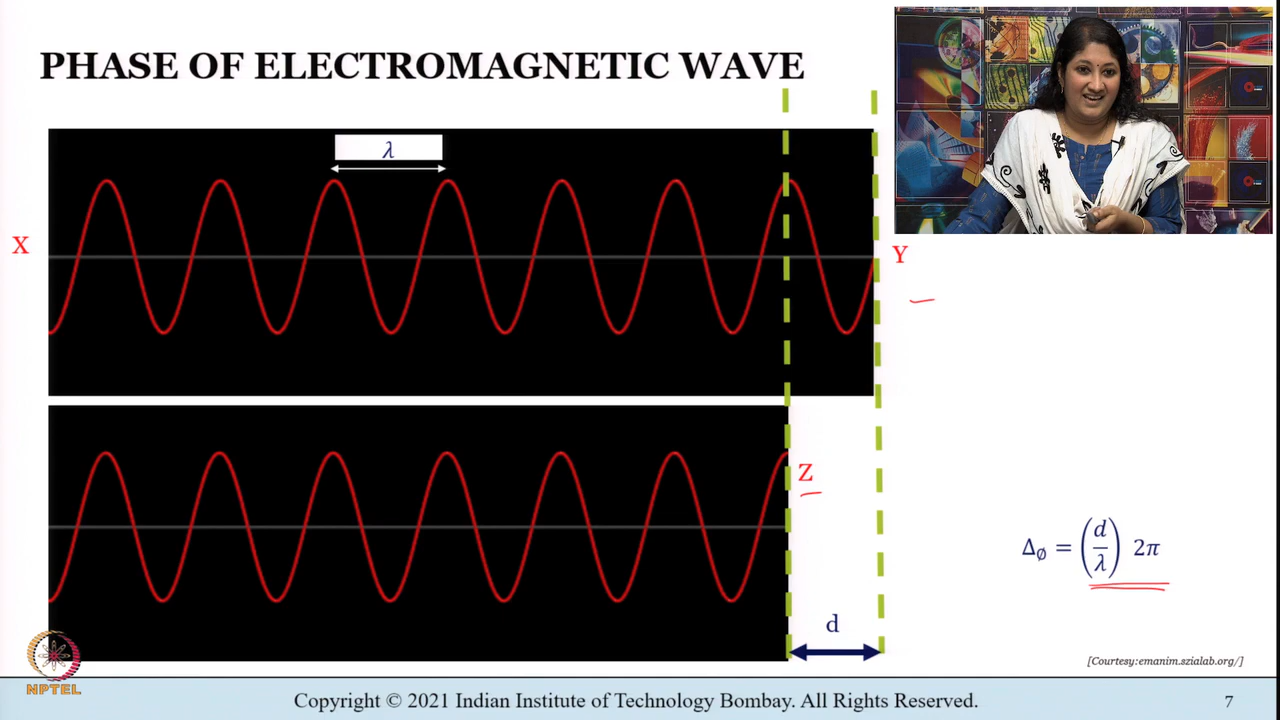 PHASE OF ELECTROMAGNETIC WAVE
λ
X
Y
Z
Δ∅ = (d/λ) 2π
d
[Courtesy:emanim.szialab.org/]
NPTEL
Copyright © 2021 Indian Institute of Technology Bombay. All Rights Reserved.
7